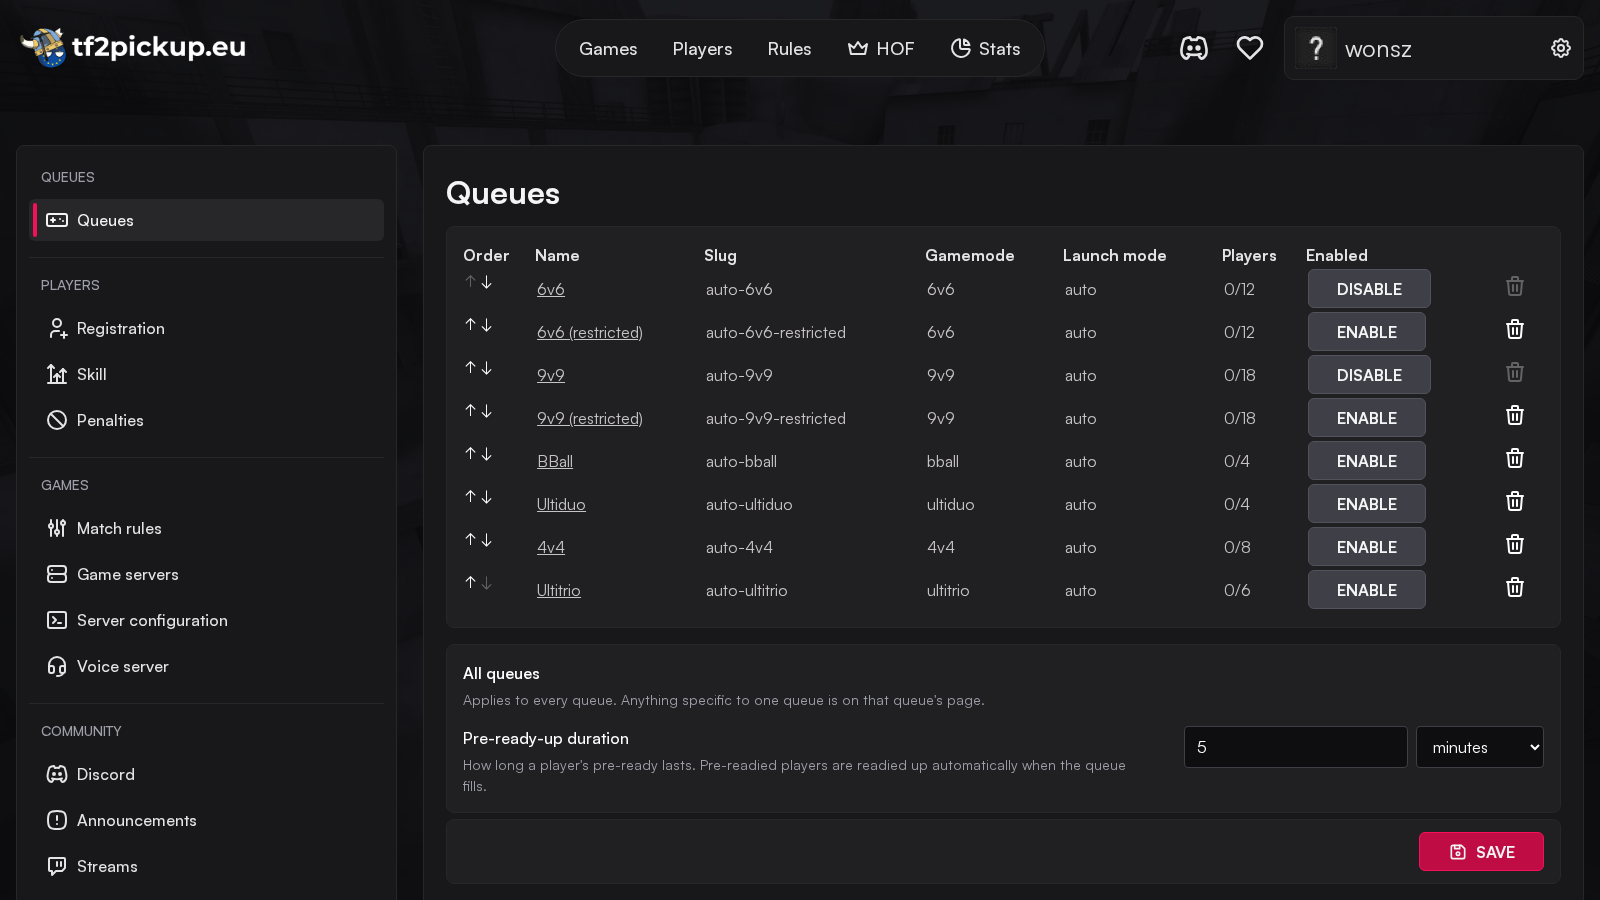 tf2pickup.eu
Games Players Rules HOF Stats
wonsz
QUEUES
Queues
PLAYERS
Registration
Skill
Penalties
GAMES
Match rules
Game servers
Server configuration
Voice server
COMMUNITY
Discord
Announcements
Streams
Queues
Order Name Slug Gamemode Launch mode Players Enabled
↑ ↓ 6v6 auto-6v6 6v6 auto 0/12 DISABLE
↑ ↓ 6v6 (restricted) auto-6v6-restricted 6v6 auto 0/12 ENABLE
↑ ↓ 9v9 auto-9v9 9v9 auto 0/18 DISABLE
↑ ↓ 9v9 (restricted) auto-9v9-restricted 9v9 auto 0/18 ENABLE
↑ ↓ BBall auto-bball bball auto 0/4 ENABLE
↑ ↓ Ultiduo auto-ultiduo ultiduo auto 0/4 ENABLE
↑ ↓ 4v4 auto-4v4 4v4 auto 0/8 ENABLE
↑ ↓ Ultitrio auto-ultitrio ultitrio auto 0/6 ENABLE
All queues
Applies to every queue. Anything specific to one queue is on that queue's page.
Pre-ready-up duration
How long a player's pre-ready lasts. Pre-readied players are readied up automatically when the queue
fills.
5 minutes
SAVE